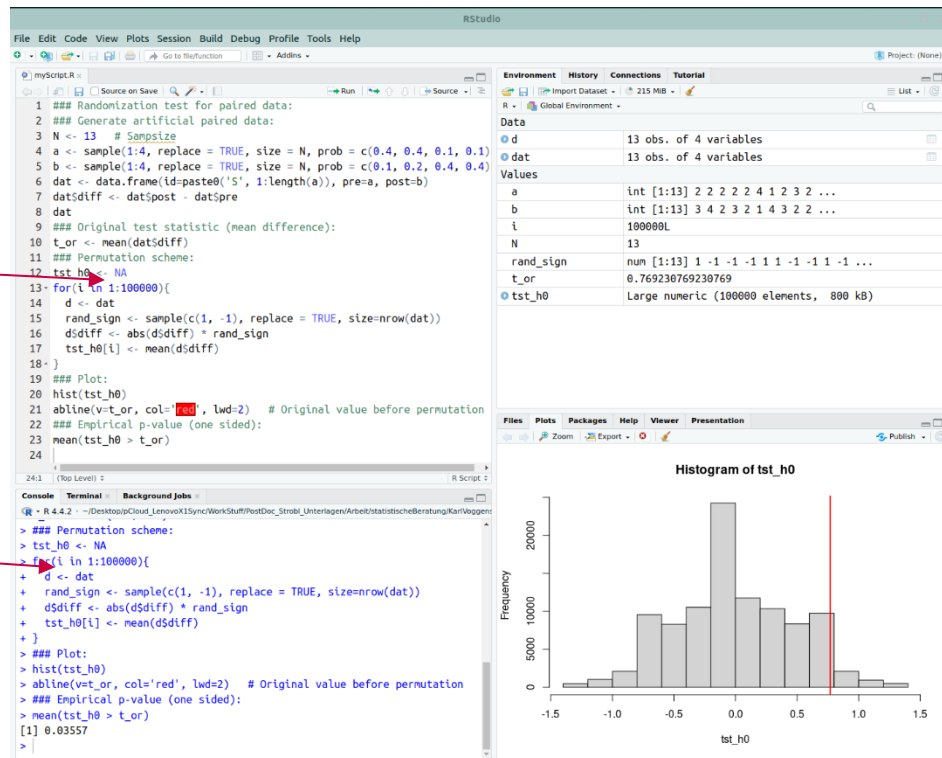 RStudio
File Edit Code View Plots Session Build Debug Profile Tools Help
Go to file/function Addins Project: (None)
myScript.R
Source on Save Run Source
1 ### Randomization test for paired data:
2 ### Generate artificial paired data:
3 N <- 13 # Sampsize
4 a <- sample(1:4, replace = TRUE, size = N, prob = c(0.4, 0.4, 0.1, 0.1)
5 b <- sample(1:4, replace = TRUE, size = N, prob = c(0.1, 0.2, 0.4, 0.4)
6 dat <- data.frame(id=paste0('S', 1:length(a)), pre=a, post=b)
7 dat$diff <- dat$post - dat$pre
8 dat
9 ### Original test statistic (mean difference):
10 t_or <- mean(dat$diff)
11 ### Permutation scheme:
12 tst_h0 <- NA
13 for(i in 1:100000){
14 d <- dat
15 rand_sign <- sample(c(1, -1), replace = TRUE, size=nrow(dat))
16 d$diff <- abs(d$diff) * rand_sign
17 tst_h0[i] <- mean(d$diff)
18 }
19 ### Plot:
20 hist(tst_h0)
21 abline(v=t_or, col='red', lwd=2) # Original value before permutation
22 ### Empirical p-value (one sided):
23 mean(tst_h0 > t_or)
24
24:1 (Top Level) R Script
Console Terminal Background Jobs
R 4.4.2 · ~/Desktop/pCloud_LenovoX1Sync/WorkStuff/PostDoc_Strobl_Unterlagen/Arbeit/statistischeBeratung/KarlVoggens
> ### Permutation scheme:
> tst_h0 <- NA
> for(i in 1:100000){
+ d <- dat
+ rand_sign <- sample(c(1, -1), replace = TRUE, size=nrow(dat))
+ d$diff <- abs(d$diff) * rand_sign
+ tst_h0[i] <- mean(d$diff)
+ }
> ### Plot:
> hist(tst_h0)
> abline(v=t_or, col='red', lwd=2) # Original value before permutation
> ### Empirical p-value (one sided):
> mean(tst_h0 > t_or)
[1] 0.03557
>
Environment History Connections Tutorial
Import Dataset 215 MiB List
R Global Environment
Data
d 13 obs. of 4 variables
dat 13 obs. of 4 variables
Values
a int [1:13] 2 2 2 2 2 4 1 2 3 2 ...
b int [1:13] 3 4 2 3 2 1 4 3 2 2 ...
i 100000L
N 13
rand_sign num [1:13] 1 -1 -1 -1 1 1 -1 -1 1 -1 ...
t_or 0.769230769230769
tst_h0 Large numeric (100000 elements, 800 kB)
Files Plots Packages Help Viewer Presentation
Zoom Export Publish
Histogram of tst_h0
Frequency
20000
10000
5000
0
-1.5 -1.0 -0.5 0.0 0.5 1.0 1.5
tst_h0